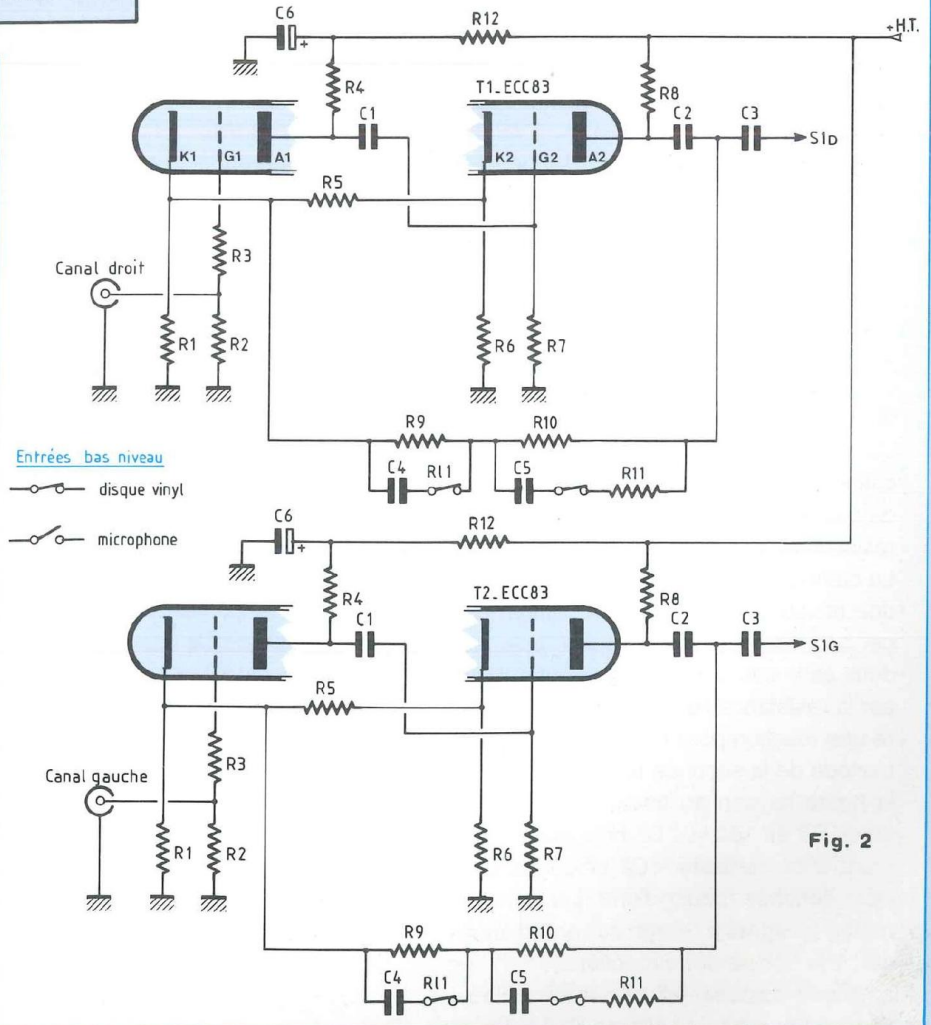 C6
R12
+H.T.
R4
T1_ECC83
R8
C1
C2
C3
S1D
K1
G1
A1
K2
G2
A2
R5
R3
Canal droit
R1
R2
R6
R7
R9
R10
Entrées bas niveau
C4
Rl1
C5
R11
disque vinyl
microphone
C6
R12
R4
T2_ECC83
R8
C1
C2
C3
S1G
R5
R3
Canal gauche
R1
R2
R6
R7
Fig. 2
R9
R10
C4
Rl1
C5
R11